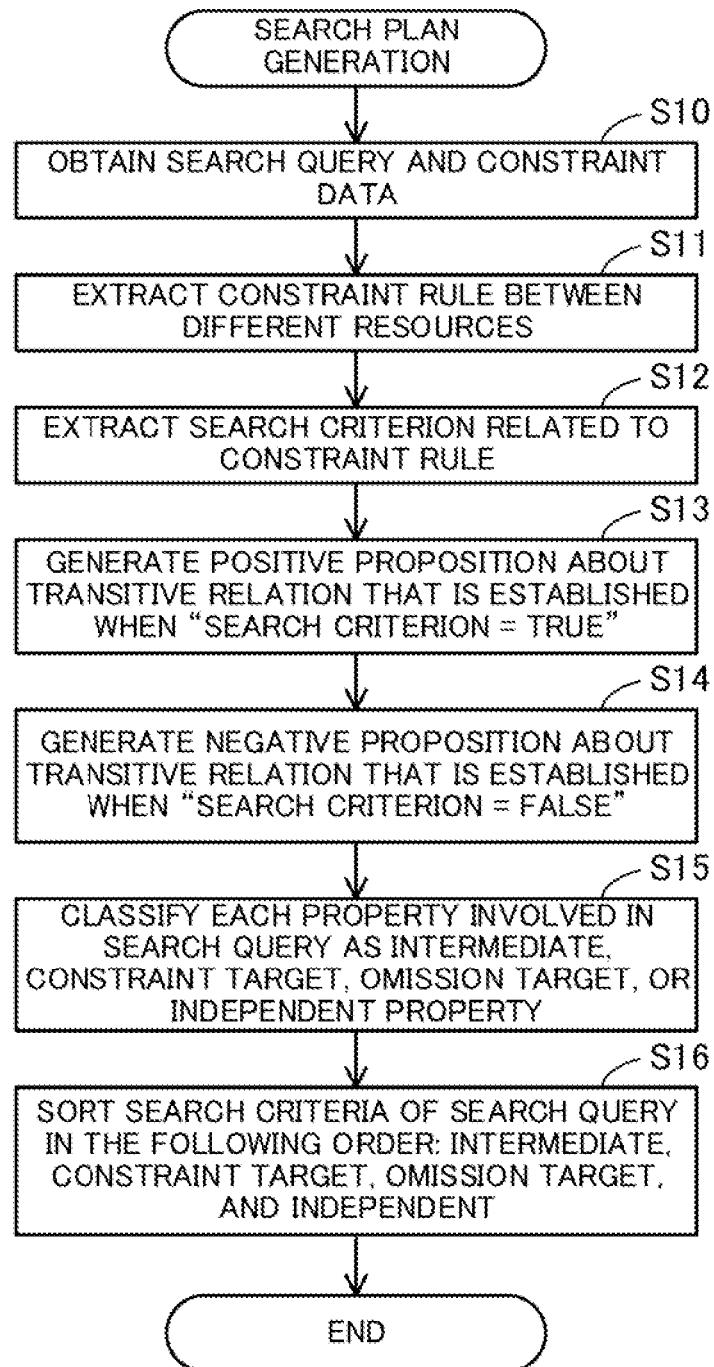 SEARCH PLAN
GENERATION
S10
OBTAIN SEARCH QUERY AND CONSTRAINT
DATA
S11
EXTRACT CONSTRAINT RULE BETWEEN
DIFFERENT RESOURCES
S12
EXTRACT SEARCH CRITERION RELATED TO
CONSTRAINT RULE
S13
GENERATE POSITIVE PROPOSITION ABOUT
TRANSITIVE RELATION THAT IS ESTABLISHED
WHEN “SEARCH CRITERION = TRUE”
S14
GENERATE NEGATIVE PROPOSITION ABOUT
TRANSITIVE RELATION THAT IS ESTABLISHED
WHEN “SEARCH CRITERION = FALSE”
S15
CLASSIFY EACH PROPERTY INVOLVED IN
SEARCH QUERY AS INTERMEDIATE,
CONSTRAINT TARGET, OMISSION TARGET, OR
INDEPENDENT PROPERTY
S16
SORT SEARCH CRITERIA OF SEARCH QUERY
IN THE FOLLOWING ORDER: INTERMEDIATE,
CONSTRAINT TARGET, OMISSION TARGET,
AND INDEPENDENT
END